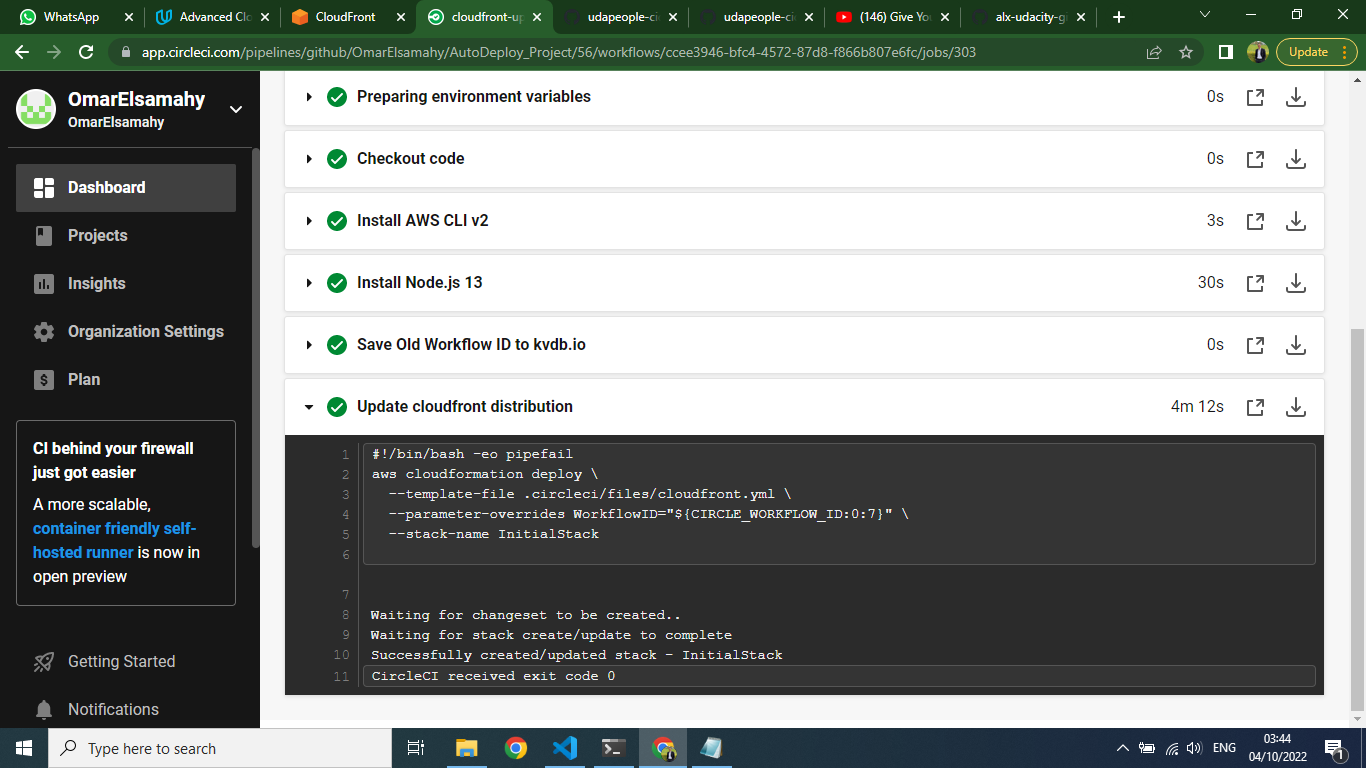 WhatsApp
Advanced Clo
CloudFront
cloudfront-up
udapeople-ci
udapeople-ci
(146) Give You
alx-udacity-gi
app.circleci.com/pipelines/github/OmarElsamahy/AutoDeploy_Project/56/workflows/ccee3946-bfc4-4572-87d8-f866b807e6fc/jobs/303
Update
OmarElsamahy
OmarElsamahy
Dashboard
Projects
Insights
Organization Settings
Plan
CI behind your firewall
just got easier
A more scalable,
container friendly self-
hosted runner is now in
open preview
Getting Started
Notifications
Preparing environment variables 0s
Checkout code 0s
Install AWS CLI v2 3s
Install Node.js 13 30s
Save Old Workflow ID to kvdb.io 0s
Update cloudfront distribution 4m 12s
1 #!/bin/bash -eo pipefail
2 aws cloudformation deploy \
3 --template-file .circleci/files/cloudfront.yml \
4 --parameter-overrides WorkflowID="${CIRCLE_WORKFLOW_ID:0:7}" \
5 --stack-name InitialStack
6
7
8 Waiting for changeset to be created..
9 Waiting for stack create/update to complete
10 Successfully created/updated stack - InitialStack
11 CircleCI received exit code 0
Type here to search
ENG
03:44
04/10/2022
1